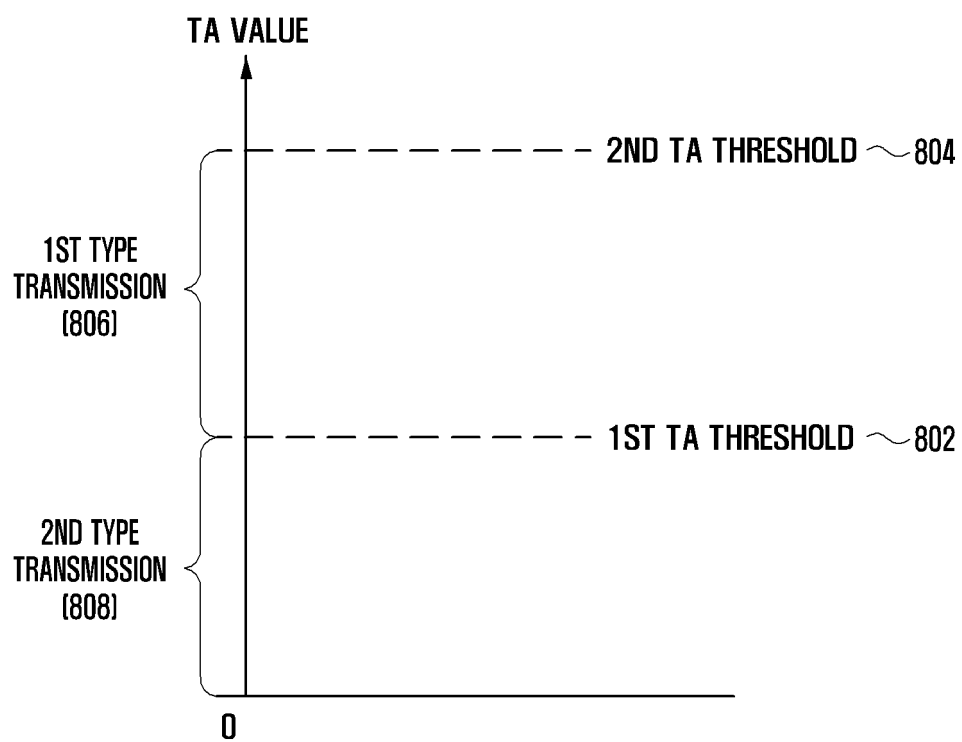 TA VALUE
2ND TA THRESHOLD 804
1ST TYPE
TRANSMISSION
(806)
1ST TA THRESHOLD 802
2ND TYPE
TRANSMISSION
(808)
0